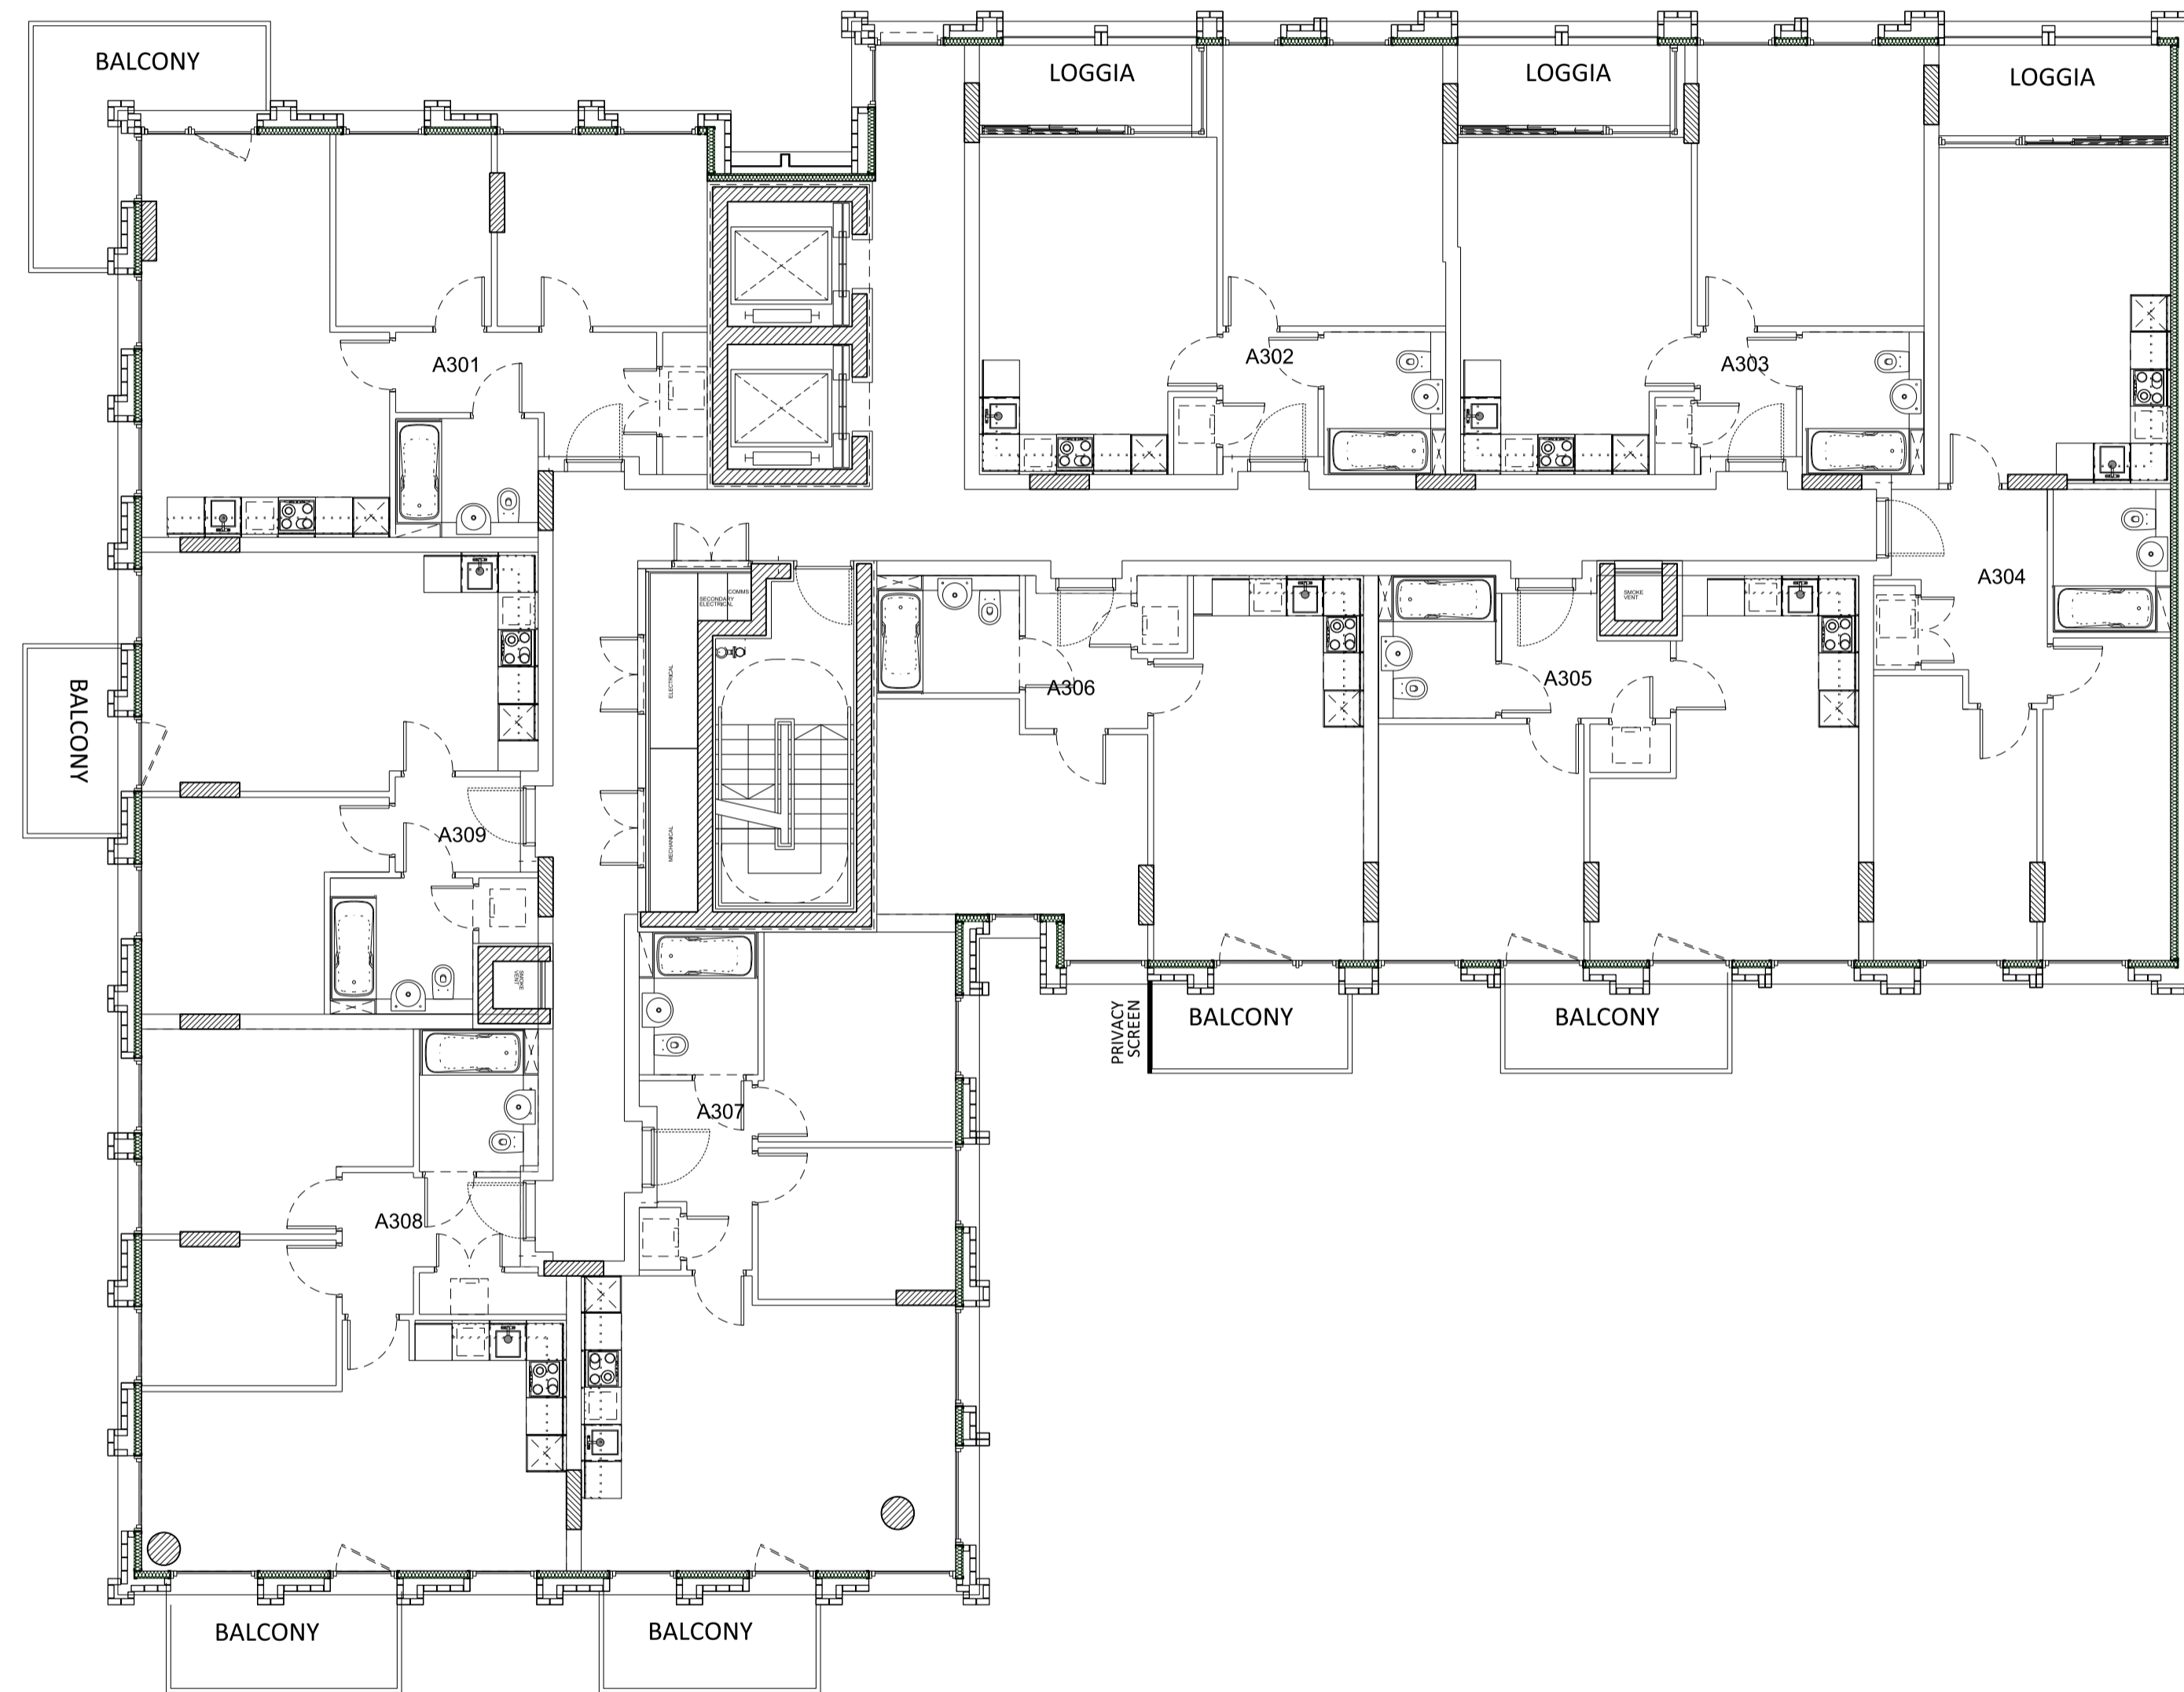 BALCONY
LOGGIA
LOGGIA
LOGGIA
A301
A302
A303
A304
SECONDARY
ELECTRICAL
COMMS
SMOKE
VENT
ELECTRICAL
A306
A305
BALCONY
A309
MECHANICAL
SMOKE
VENT
PRIVACY
SCREEN
BALCONY
BALCONY
A307
A308
BALCONY
BALCONY